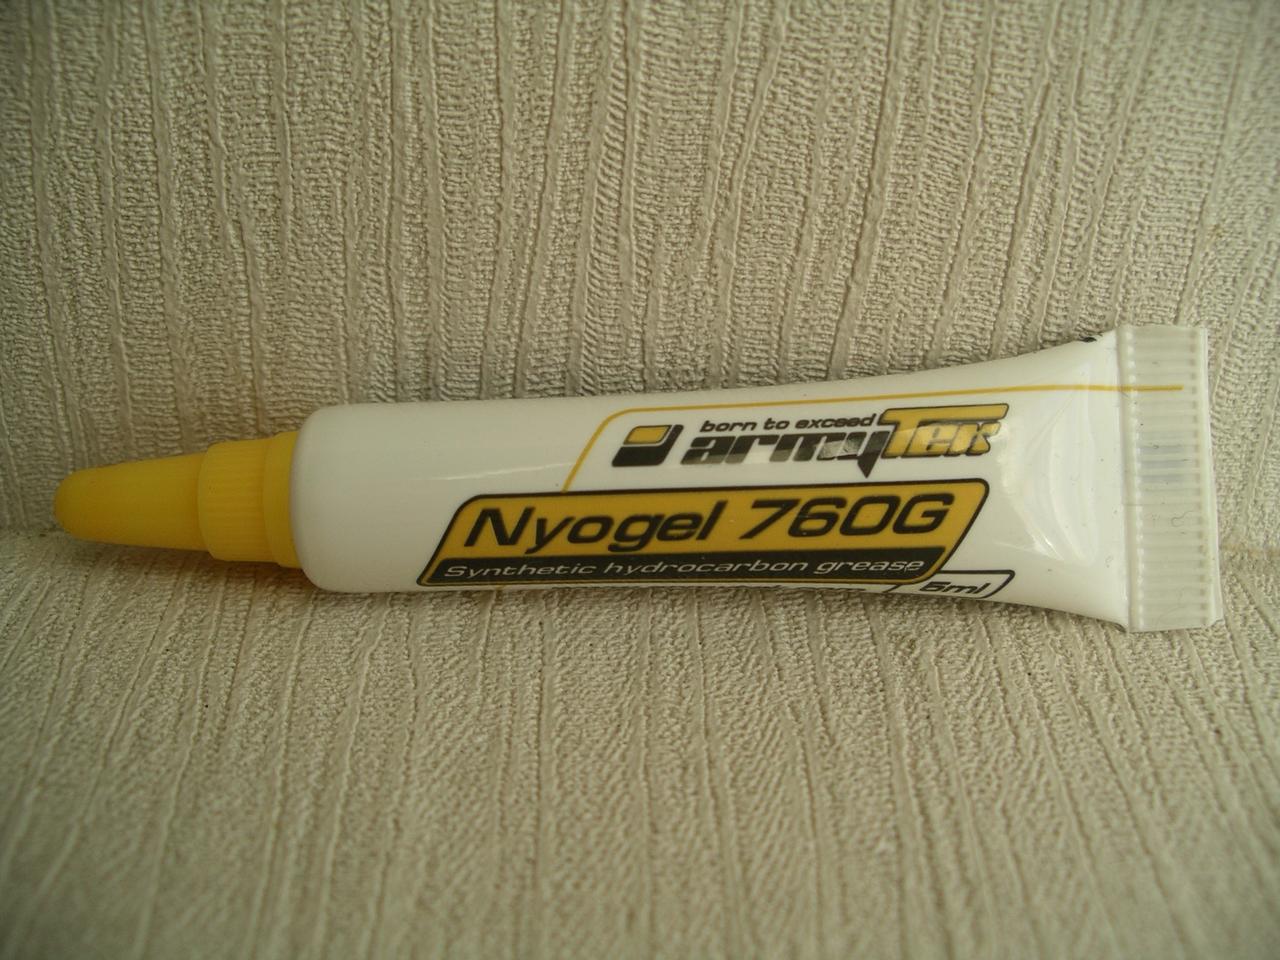 born to exceed
armyTek
Nyogel 760G
Synthetic hydrocarbon grease
5ml